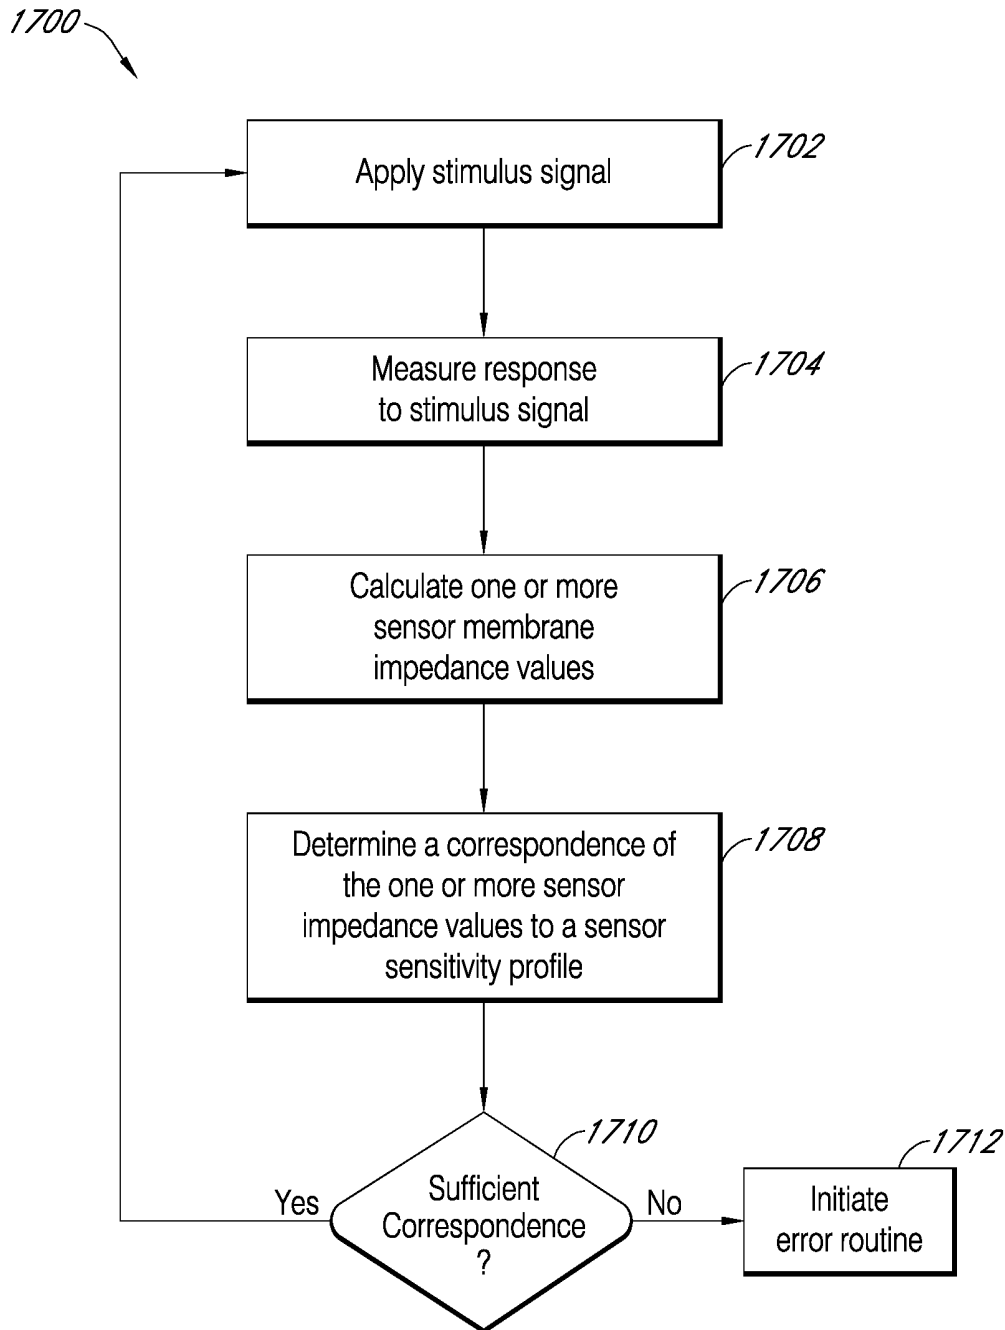 1700
1702
Apply stimulus signal
1704
Measure response
to stimulus signal
1706
Calculate one or more
sensor membrane
impedance values
1708
Determine a correspondence of
the one or more sensor
impedance values to a sensor
sensitivity profile
1710
Sufficient
Correspondence
?
Yes
No
1712
Initiate
error routine